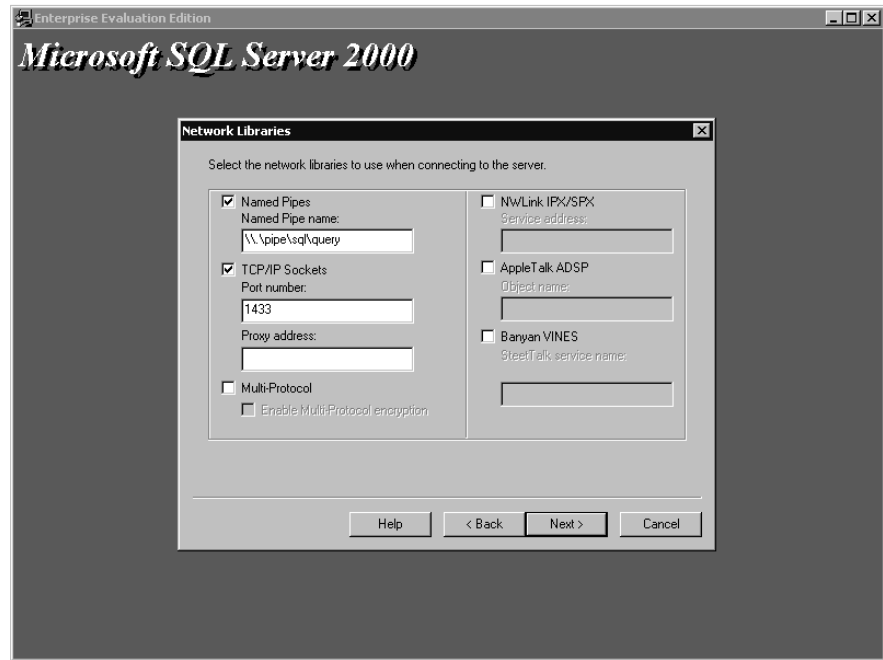 Enterprise Evaluation Edition
Microsoft SQL Server 2000
Network Libraries
Select the network libraries to use when connecting to the server.
Named Pipes
Named Pipe name:
\\.\pipe\sql\query
TCP/IP Sockets
Port number:
1433
Proxy address:
Multi-Protocol
Enable Multi-Protocol encryption
NWLink IPX/SPX
Service address:
AppleTalk ADSP
Object name:
Banyan VINES
SteetTalk service name:
Help
< Back
Next >
Cancel